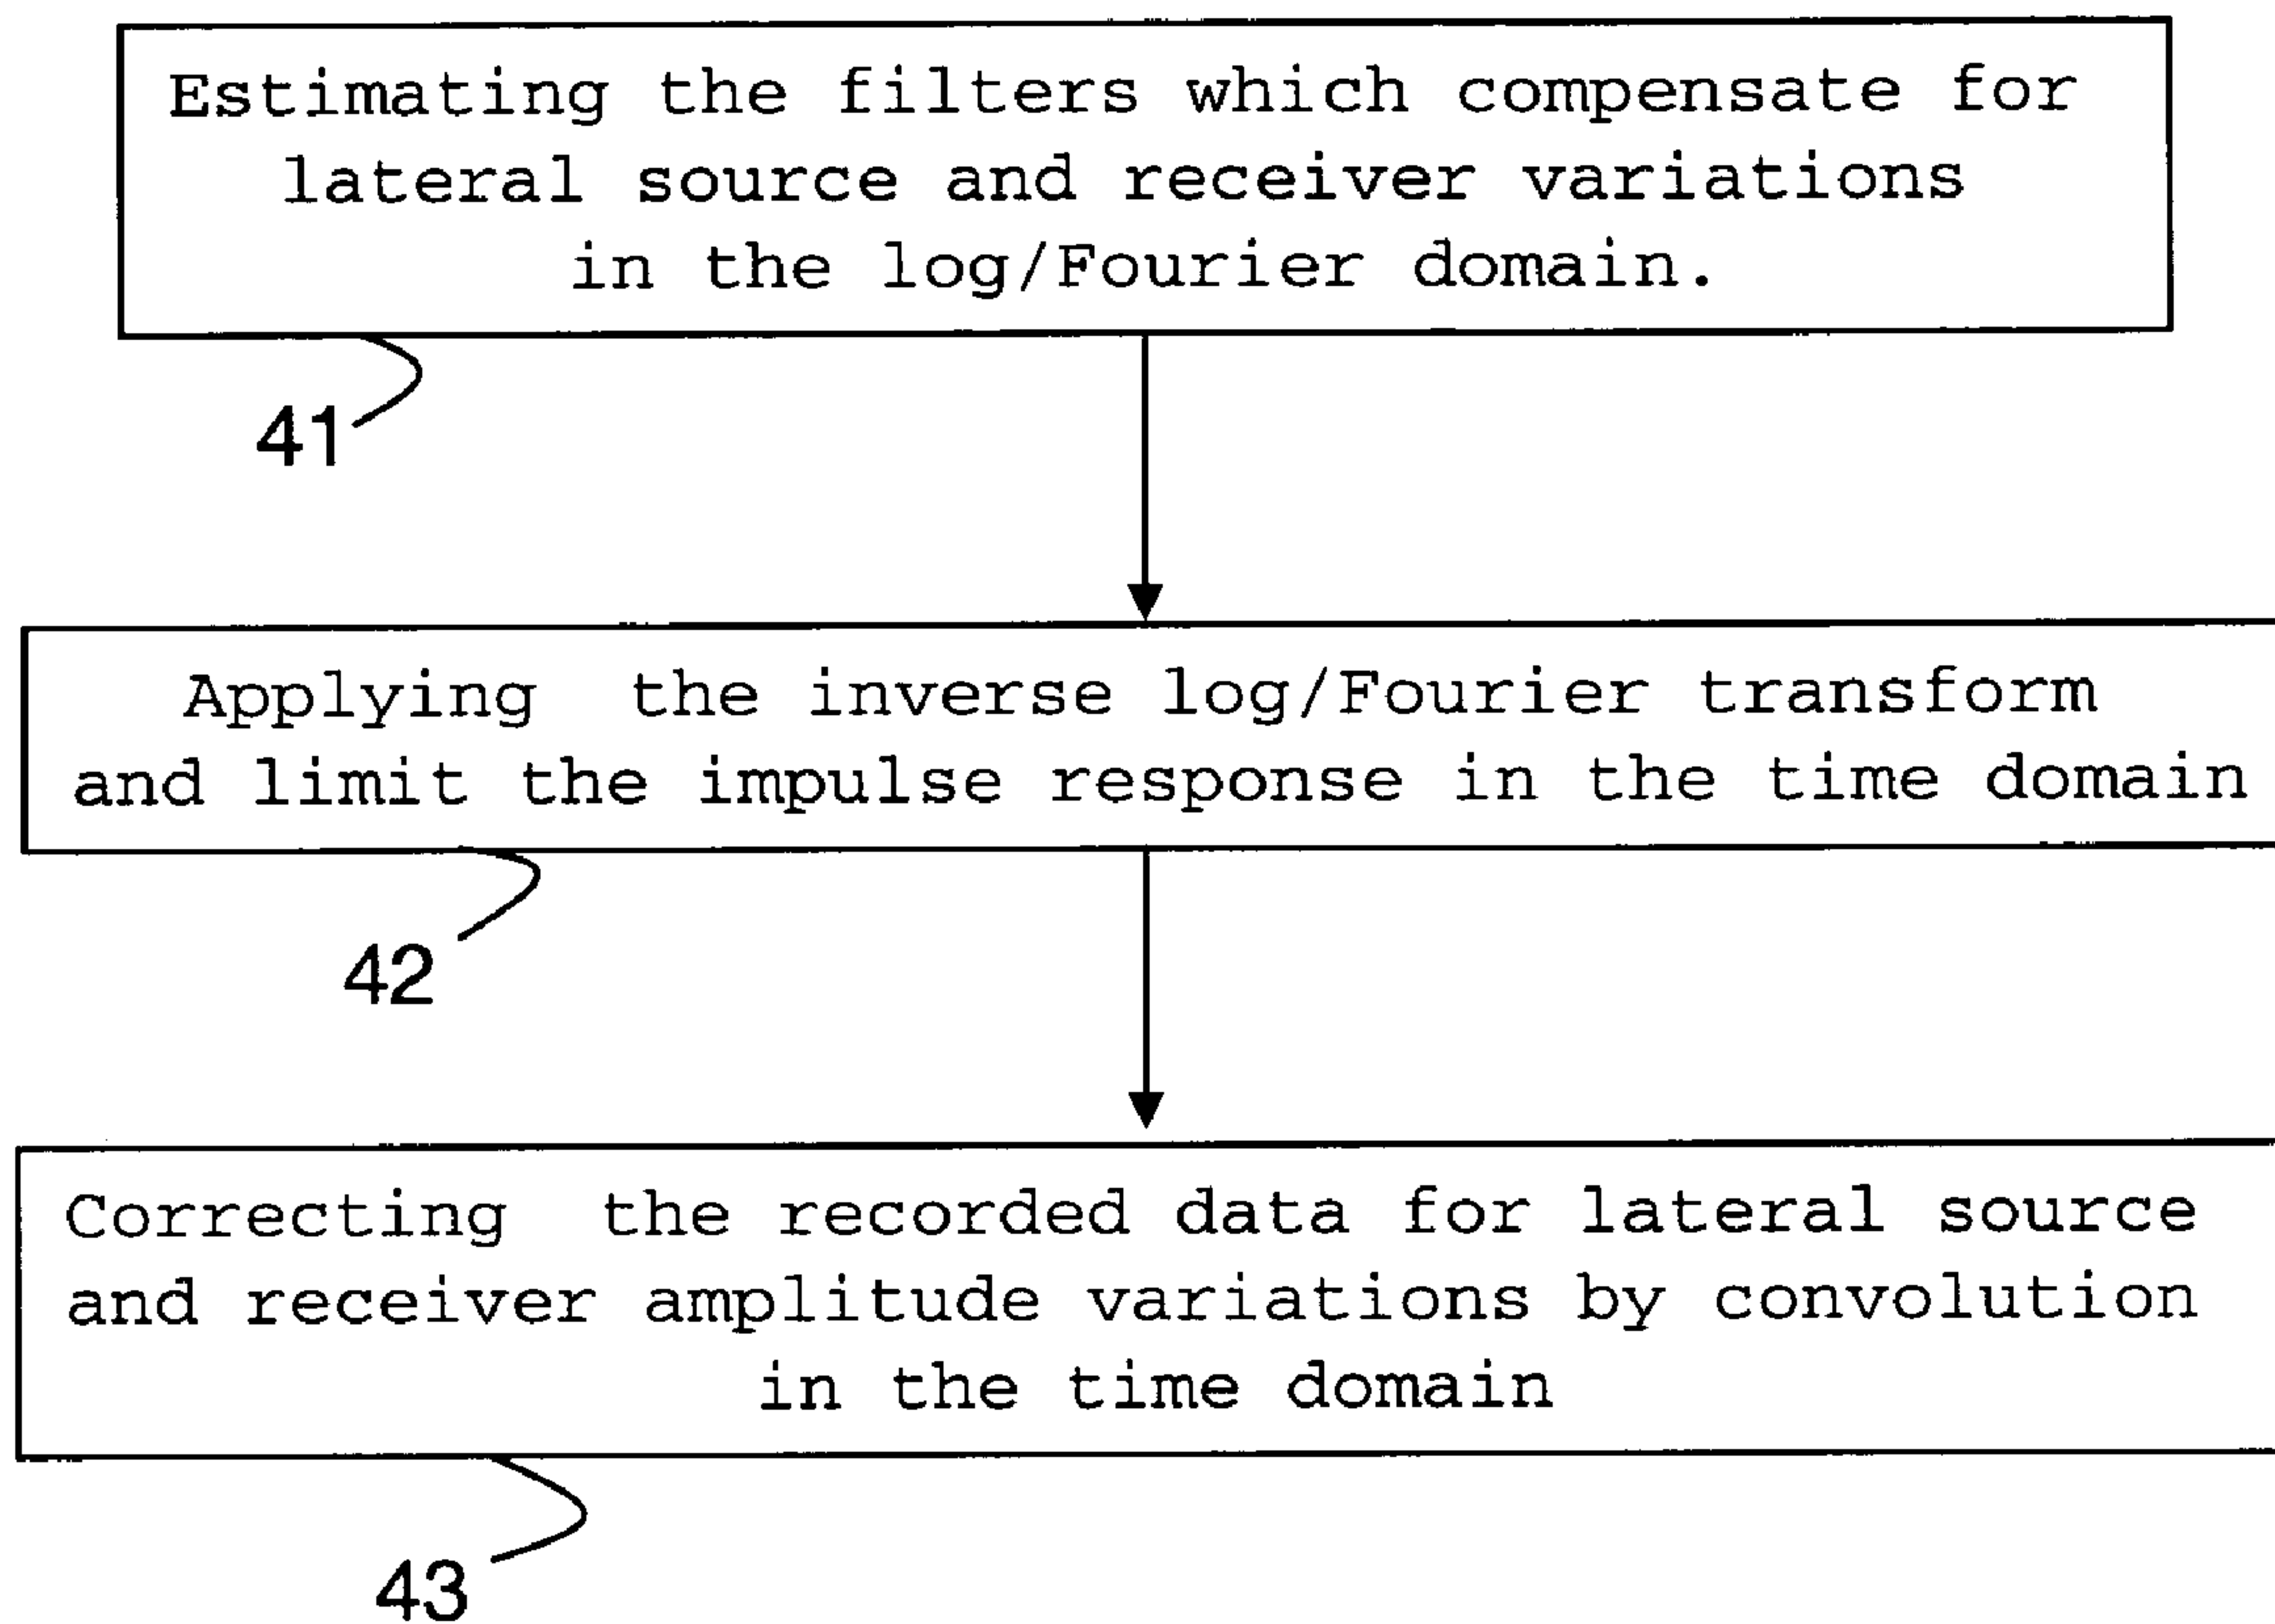 Estimating the filters which compensate for
lateral source and receiver variations
in the log/Fourier domain.
41
Applying the inverse log/Fourier transform
and limit the impulse response in the time domain
42
Correcting the recorded data for lateral source
and receiver amplitude variations by convolution
in the time domain
43